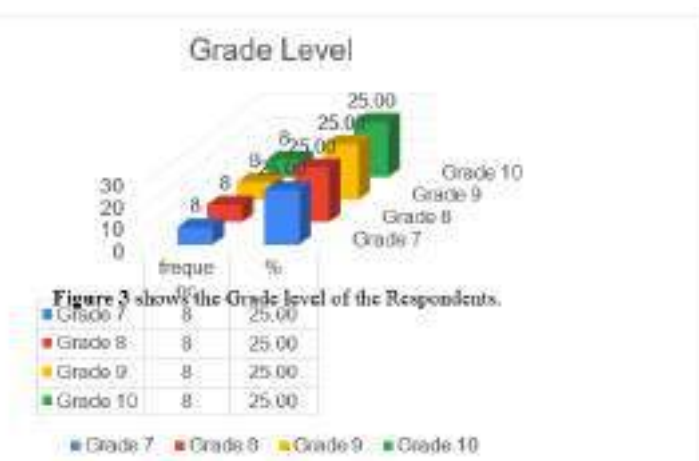 Grade Level
25.00
25.00
8 25.00
8
8
8
30
20
10
0
Grade 10
Grade 9
Grade 8
Grade 7
freque %
Figure 3 shows the Grade level of the Respondents.
Grade 7 8 25.00
Grade 8 8 25.00
Grade 9 8 25.00
Grade 10 8 25.00
Grade 7 Grade 8 Grade 9 Grade 10